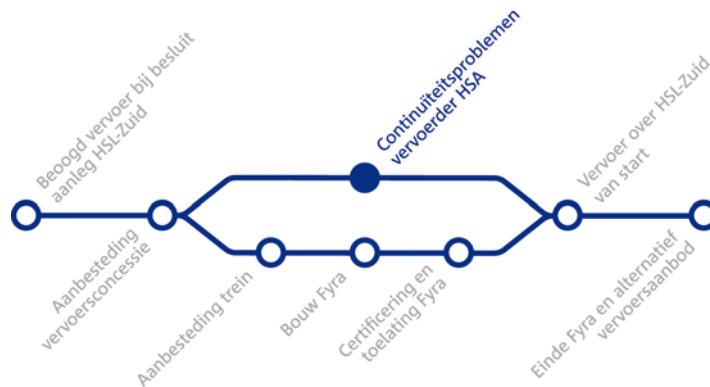 Beoogd vervoer bij besluit
aanleg HSL-Zuid
Aanbesteding
vervoersconcessie
Continuïteitsproblemen
vervoerder HSA
Aanbesteding trein
Bouw Fyra
Certificering en
toelating Fyra
Vervoer over HSL-Zuid
van start
Einde Fyra en alternatief
vervoersaanbod